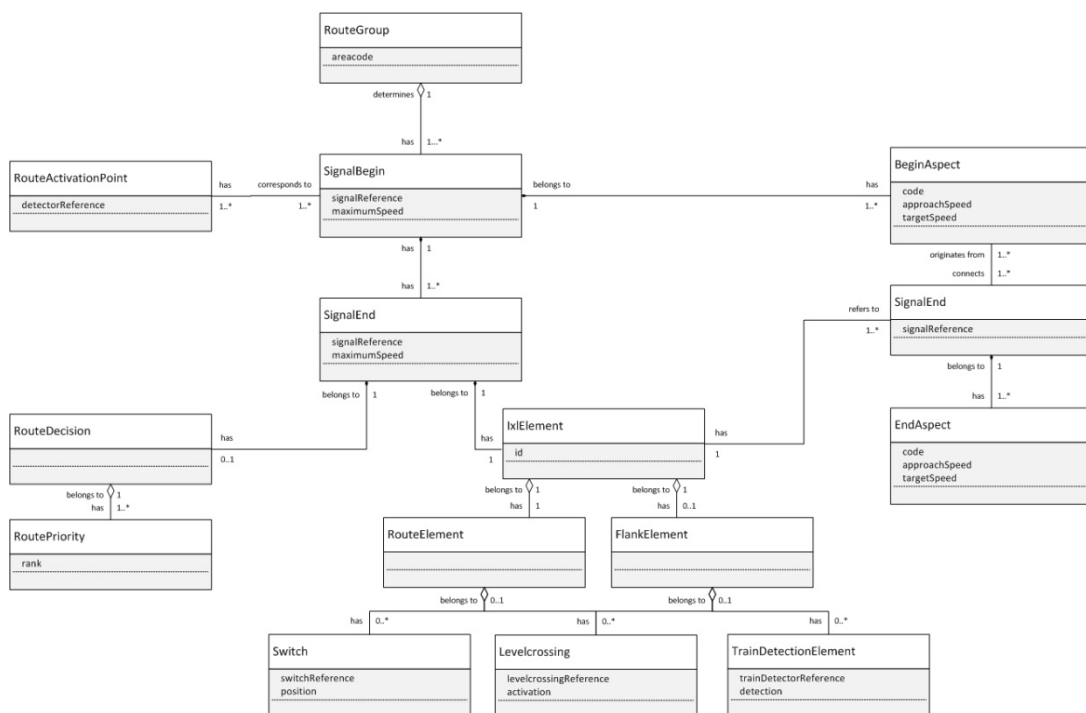 RouteGroup
areacode
determines
1
has
1...*
RouteActivationPoint
detectorReference
has
1..*
corresponds to
1..*
SignalBegin
signalReference
maximumSpeed
belongs to
1
has
1..*
BeginAspect
code
approachSpeed
targetSpeed
has
1
has
1..*
originates from
1..*
connects
1..*
SignalEnd
signalReference
maximumSpeed
refers to
1..*
SignalEnd
signalReference
belongs to
1
belongs to
1
belongs to
1
has
1..*
RouteDecision
has
0..1
has
1
IxlElement
id
has
1
EndAspect
code
approachSpeed
targetSpeed
belongs to
1
has
1..*
belongs to
1
has
1
belongs to
1
has
0..1
RoutePriority
rank
RouteElement
FlankElement
belongs to
0..1
belongs to
0..1
has
0..*
has
0..*
has
0..*
Switch
switchReference
position
Levelcrossing
levelcrossingReference
activation
TrainDetectionElement
trainDetectorReference
detection